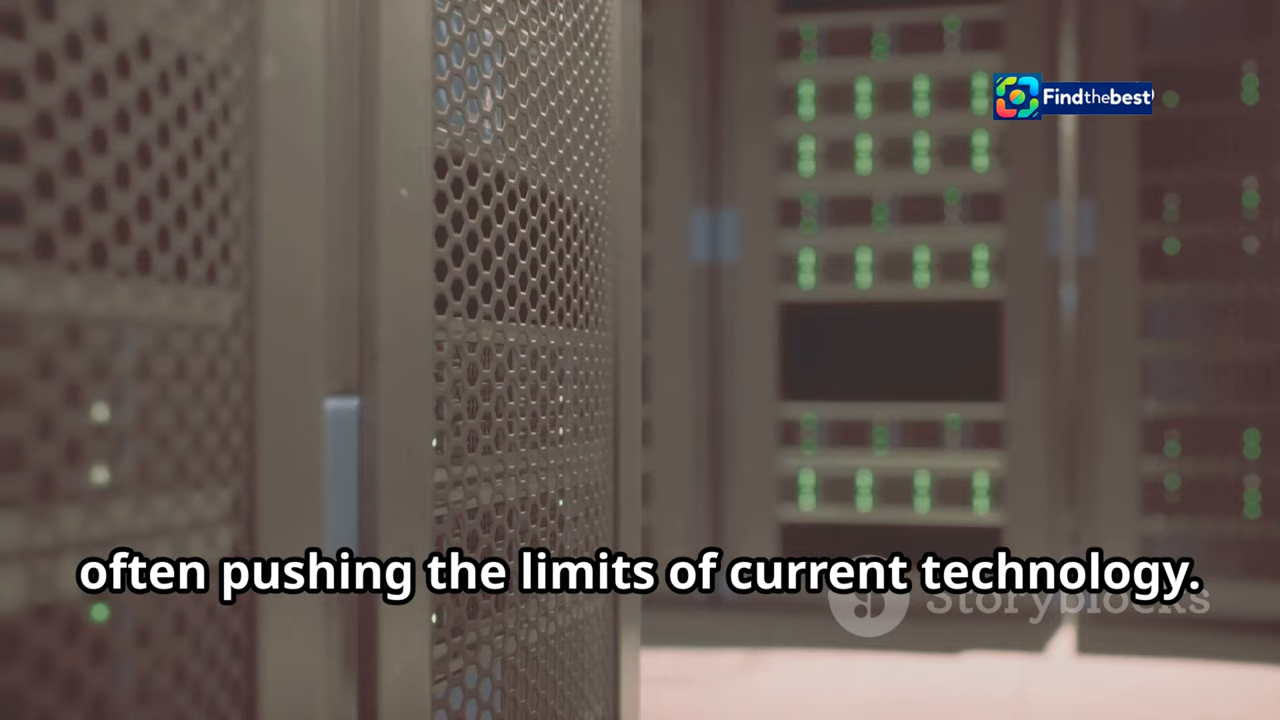 Findthebest
often pushing the limits of current technology.
Storyblocks